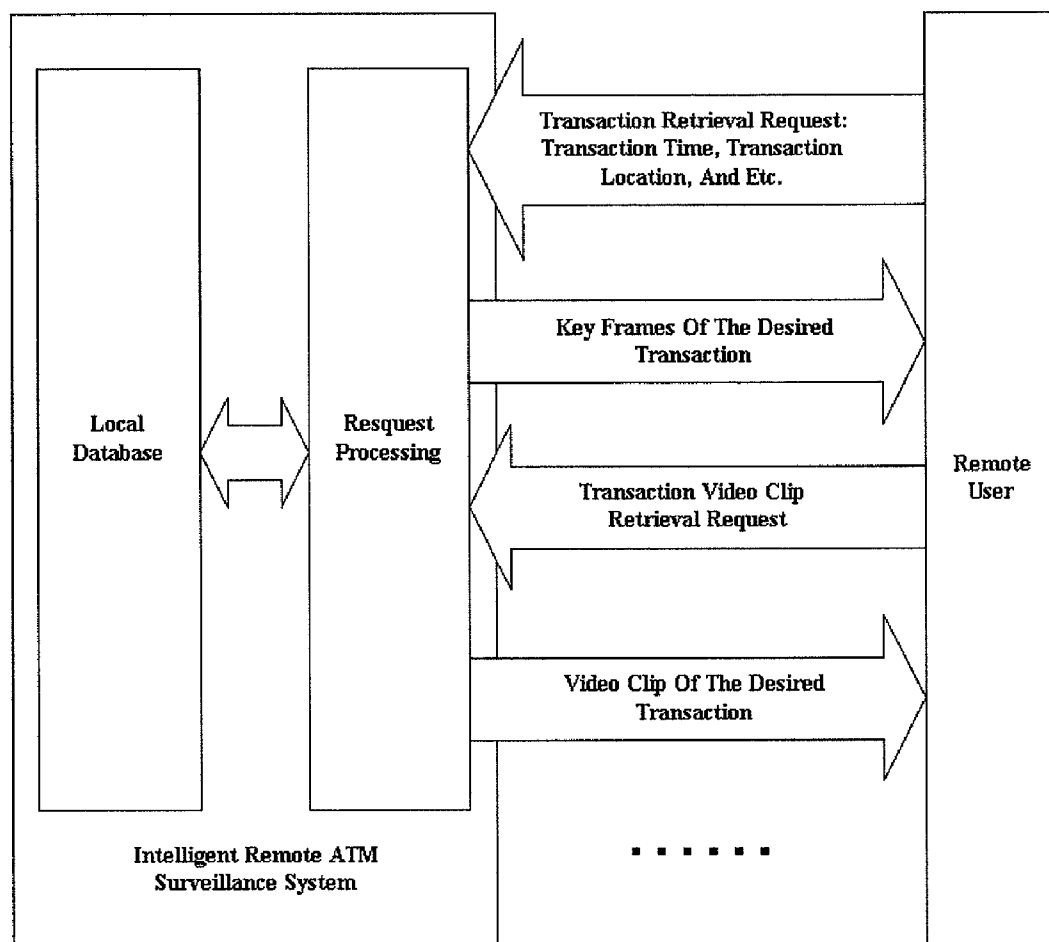 Transaction Retrieval Request:
Transaction Time, Transaction
Location, And Etc.
Key Frames Of The Desired
Transaction
Local
Database
Resquest
Processing
Transaction Video Clip
Retrieval Request
Remote
User
Video Clip Of The Desired
Transaction
Intelligent Remote ATM
Surveillance System
......